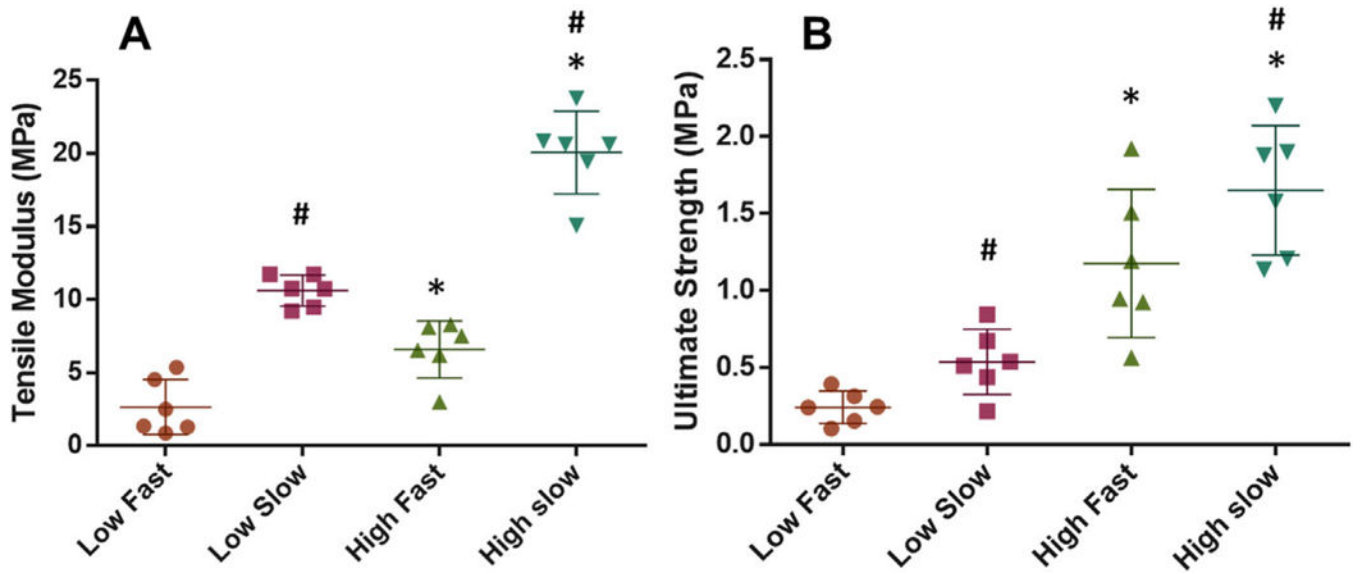 A
#
*
25
20
15
10
5
0
Tensile Modulus (MPa)
#
*
Low Fast
Low Slow
High Fast
High slow
B
#
*
2.5
2.0
1.5
1.0
0.5
0.0
Ultimate Strength (MPa)
*
#
Low Fast
Low Slow
High Fast
High slow